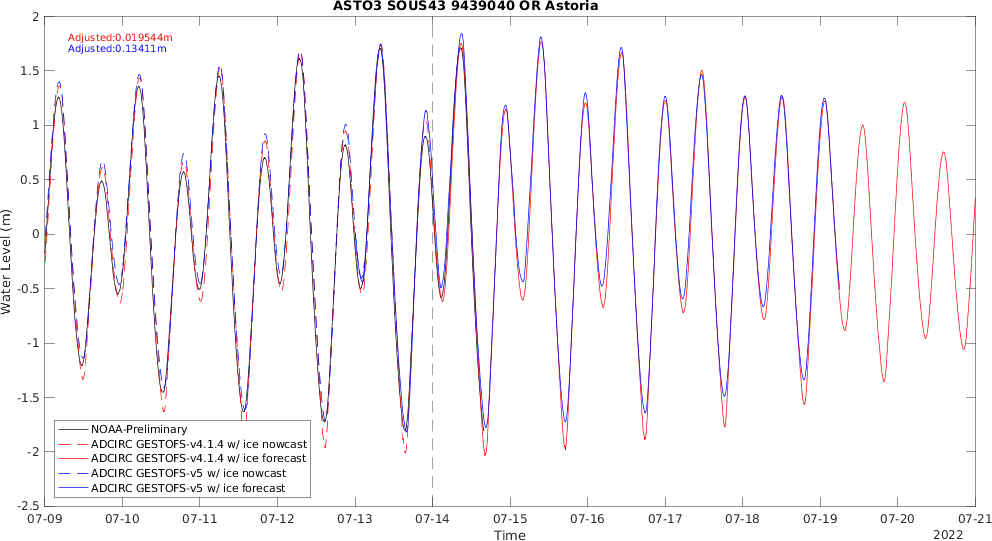 ASTO3 SOUS43 9439040 OR Astoria
Adjusted:0.019544m
Adjusted:0.13411m
Water Level (m)
2
1.5
1
0.5
0
-0.5
-1
-1.5
-2
-2.5
NOAA-Preliminary
ADCIRC GESTOFS-v4.1.4 w/ ice nowcast
ADCIRC GESTOFS-v4.1.4 w/ ice forecast
ADCIRC GESTOFS-v5 w/ ice nowcast
ADCIRC GESTOFS-v5 w/ ice forecast
07-09 07-10 07-11 07-12 07-13 07-14 07-15 07-16 07-17 07-18 07-19 07-20 07-21
Time
2022